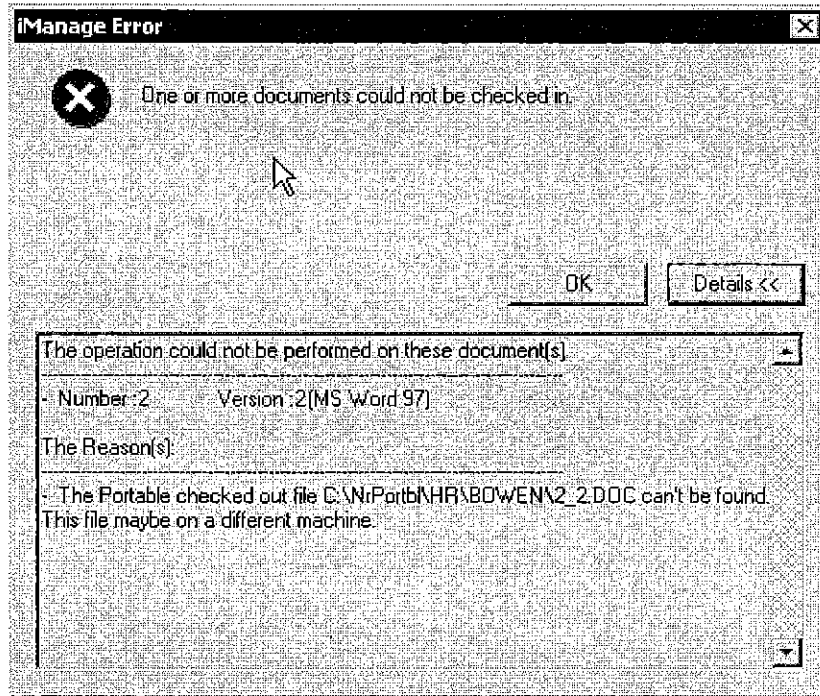 iManage Error
One or more documents could not be checked in.
OK
Details <<
The operation could not be performed on these document(s).
- Number :2 Version :2(MS Word 97)
The Reason(s):
- The Portable checked out file C:\NrPortbl\HR\BOWEN\2_2.DOC can't be found.
This file maybe on a different machine.